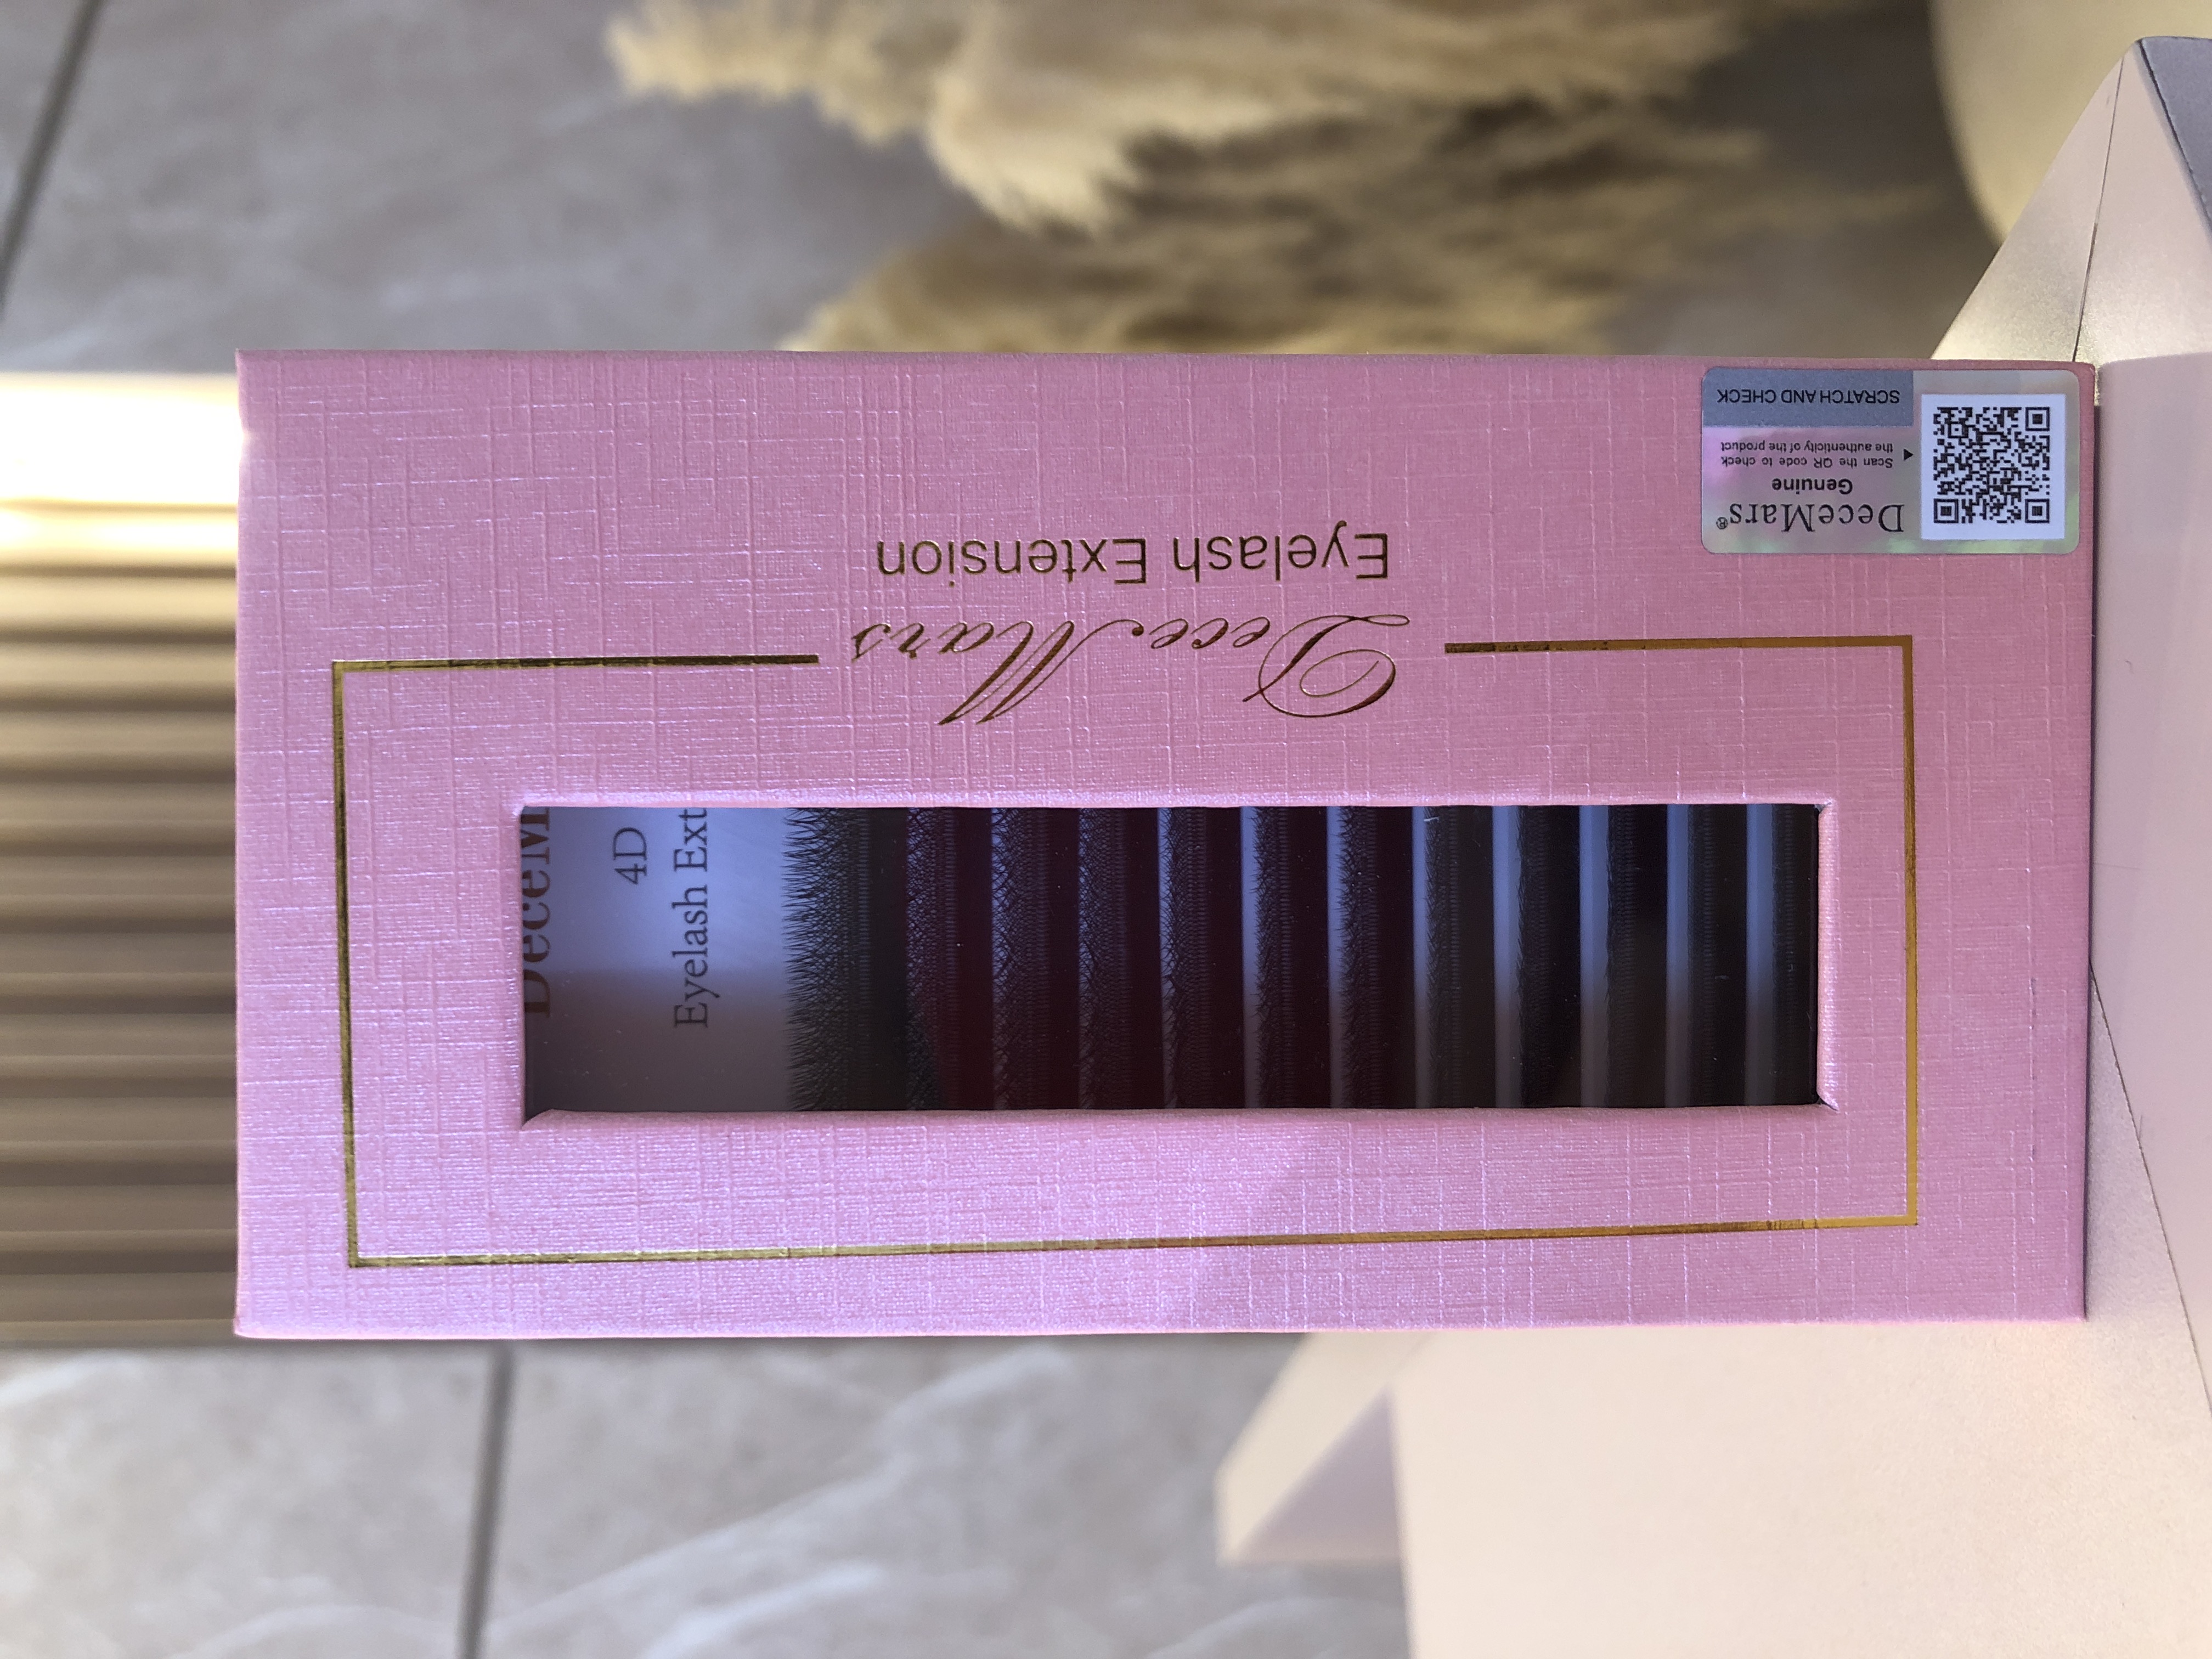 DeceMars
Eyelash Extension
DeceMars®
Genuine
Scan the QR code to check
the authenticity of the product
SCRATCH AND CHECK
DeceM
4D
Eyelash Ext